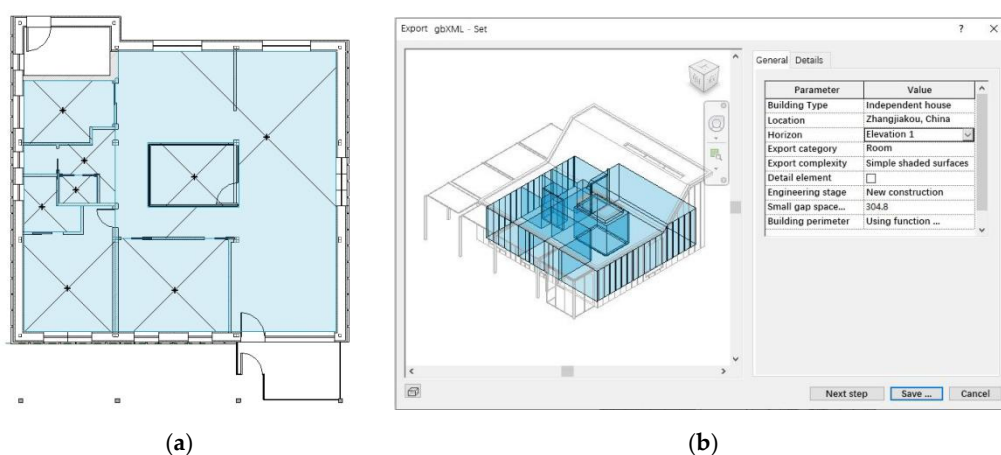 Export gbXML - Set
General Details
Parameter Value
Building Type Independent house
Location Zhangjiakou, China
Horizon Elevation 1
Export category Room
Export complexity Simple shaded surfaces
Detail element
Engineering stage New construction
Small gap space... 304.8
Building perimeter Using function ...
Next step Save ... Cancel
(a) (b)